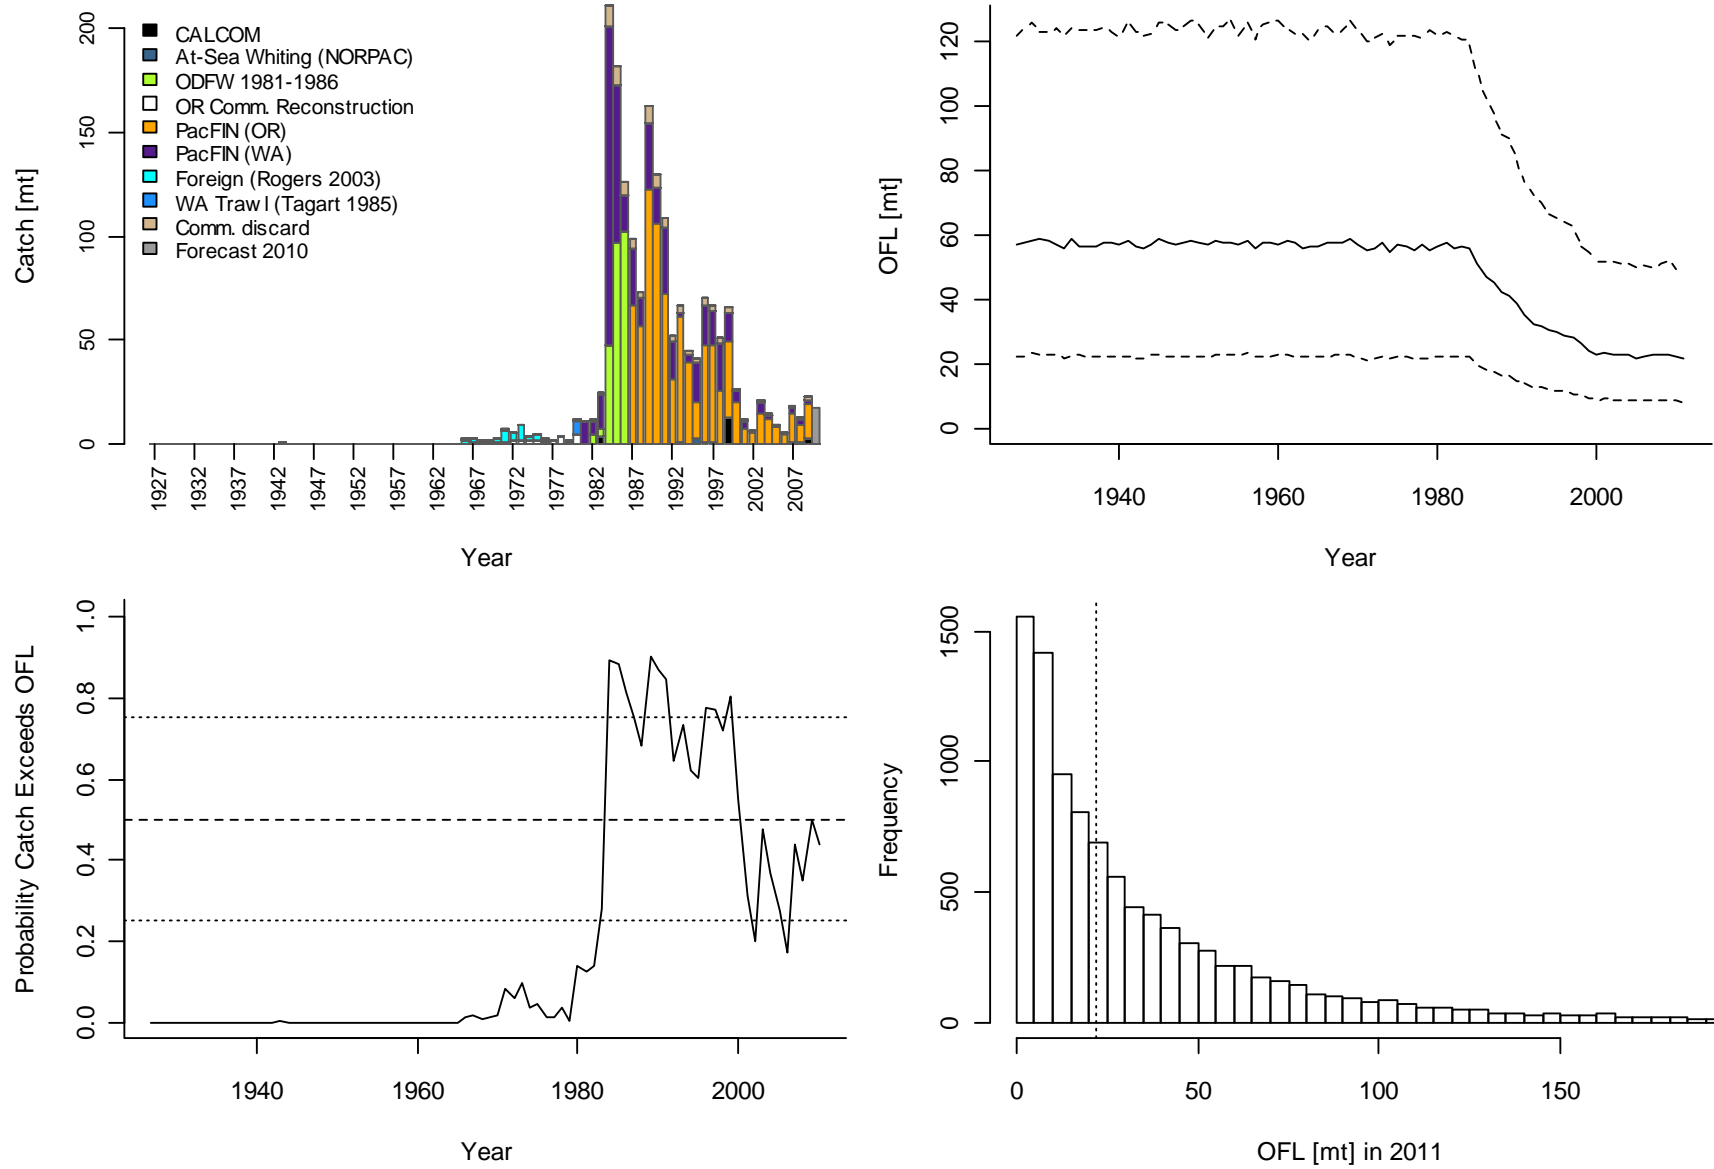 Catch [mt]
200
150
100
50
0
CALCOM
At-Sea Whiting (NORPAC)
ODFW 1981-1986
OR Comm. Reconstruction
PacFIN (OR)
PacFIN (WA)
Foreign (Rogers 2003)
WA Trawl (Tagart 1985)
Comm. discard
Forecast 2010
1927 1932 1937 1942 1947 1952 1957 1962 1967 1972 1977 1982 1987 1992 1997 2002 2007
Year
OFL [mt]
120
100
80
60
40
20
0
1940 1960 1980 2000
Year
Probability Catch Exceeds OFL
1.0
0.8
0.6
0.4
0.2
0.0
1940 1960 1980 2000
Year
Frequency
1500
1000
500
0
0 50 100 150
OFL [mt] in 2011